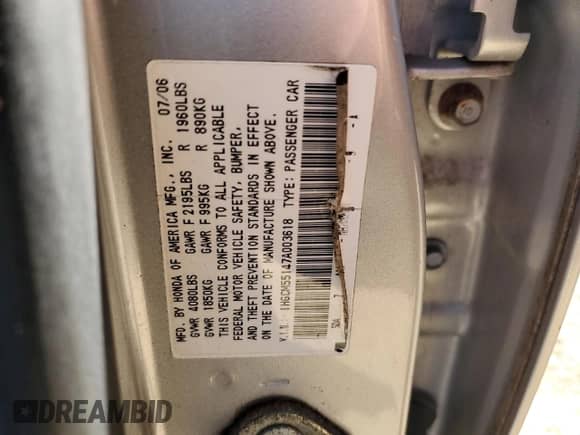 MFD. BY HONDA OF AMERICA MFG., INC. 07/06
GVWR 4080LBS GAWR F 2195LBS R 1960LBS
GVWR 1850KG GAWR F 995KG R 890KG
THIS VEHICLE CONFORMS TO ALL APPLICABLE
FEDERAL MOTOR VEHICLE SAFETY, BUMPER,
AND THEFT PREVENTION STANDARDS IN EFFECT
ON THE DATE OF MANUFACTURE SHOWN ABOVE.
V.I.N. 1HGCM55147A003618 TYPE: PASSENGER CAR
SDA
DREAMBID